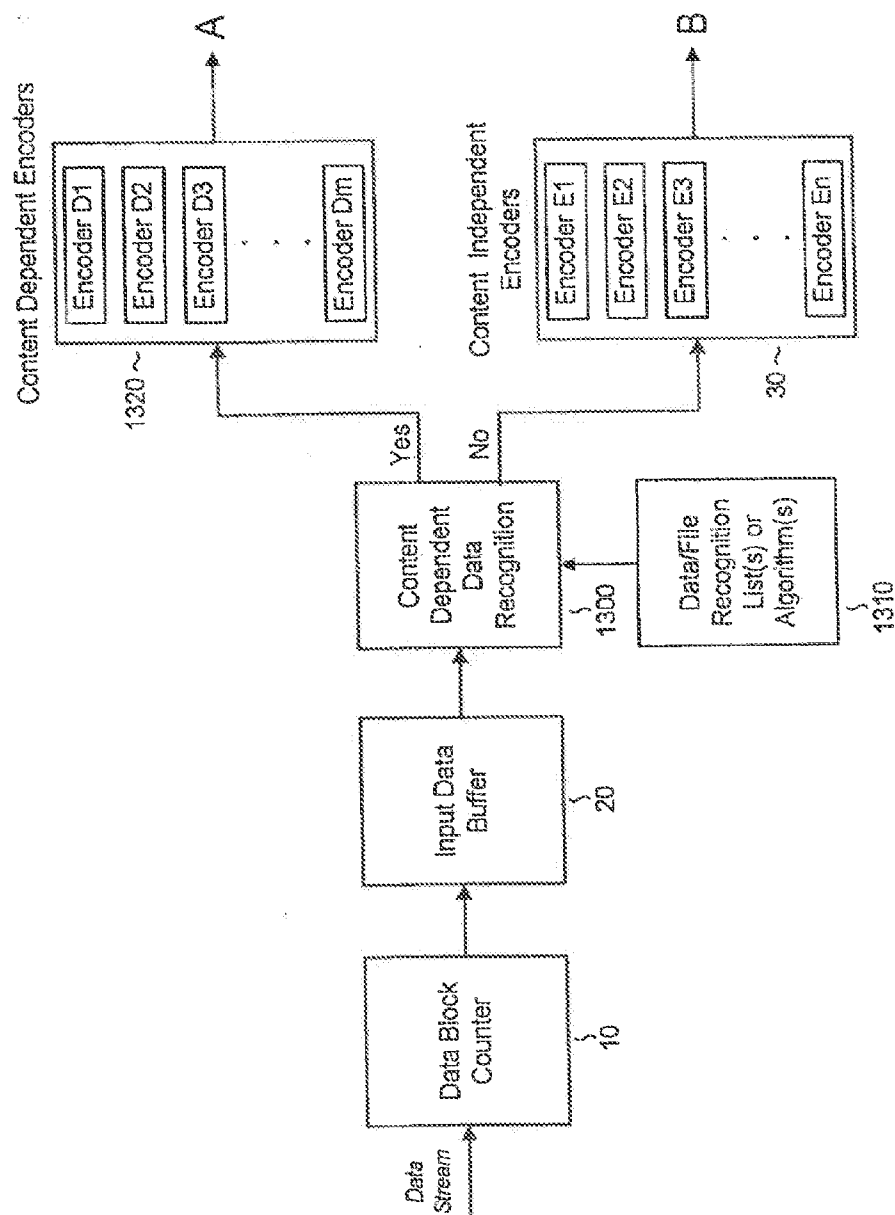 Data
Stream
Data Block
Counter
10
Input Data
Buffer
20
Content
Dependent
Data
Recognition
1300
Data/File
Recognition
List(s) or
Algorithm(s)
1310
Yes
No
Content Dependent Encoders
1320
Encoder D1
Encoder D2
Encoder D3
Encoder Dm
A
Content Independent
Encoders
30
Encoder E1
Encoder E2
Encoder E3
Encoder En
B